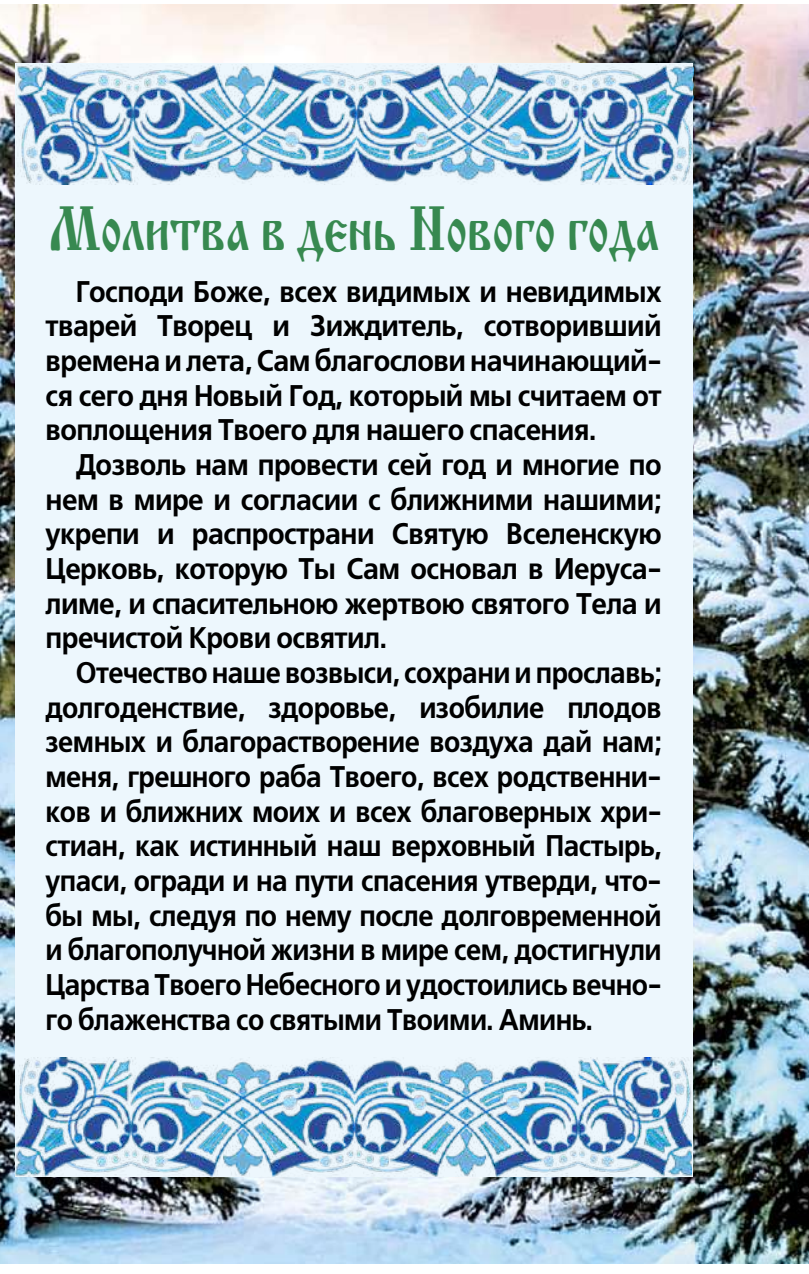 Молитва в день Нового года
Господи Боже, всех видимых и невидимых
тварей Творец и Зиждитель, сотворивший
времена и лета, Сам благослови начинающий-
ся сего дня Новый Год, который мы считаем от
воплощения Твоего для нашего спасения.
Дозволь нам провести сей год и многие по
нем в мире и согласии с ближними нашими;
укрепи и распространи Святую Вселенскую
Церковь, которую Ты Сам основал в Иеруса-
лиме, и спасительною жертвою святого Тела и
пречистой Крови освятил.
Отечество наше возвыси, сохрани и прославь;
долгоденствие, здоровье, изобилие плодов
земных и благорастворение воздуха дай нам;
меня, грешного раба Твоего, всех родственни-
ков и ближних моих и всех благоверных хри-
стиан, как истинный наш верховный Пастырь,
упаси, огради и на пути спасения утверди, что-
бы мы, следуя по нему после долговременной
и благополучной жизни в мире сем, достигнули
Царства Твоего Небесного и удостоились вечно-
го блаженства со святыми Твоими. Аминь.